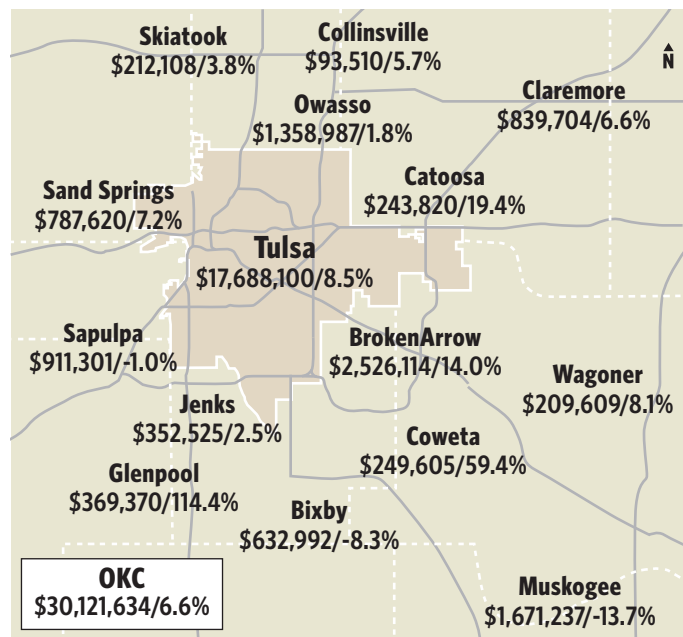 Skiatook
$212,108/3.8%
Collinsville
$93,510/5.7%
N
Claremore
$839,704/6.6%
Owasso
$1,358,987/1.8%
Catoosa
$243,820/19.4%
Sand Springs
$787,620/7.2%
Tulsa
$17,688,100/8.5%
Sapulpa
$911,301/-1.0%
BrokenArrow
$2,526,114/14.0%
Wagoner
$209,609/8.1%
Jenks
$352,525/2.5%
Coweta
$249,605/59.4%
Glenpool
$369,370/114.4%
Bixby
$632,992/-8.3%
OKC
$30,121,634/6.6%
Muskogee
$1,671,237/-13.7%